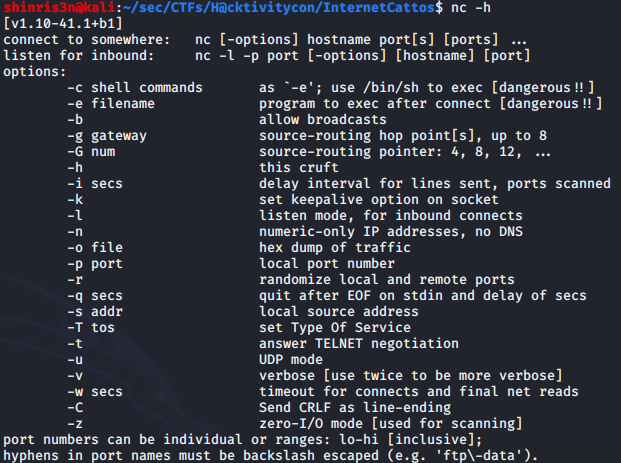 shinris3n@kali:~/sec/CTFs/H@cktivitycon/InternetCattos$ nc -h
[v1.10-41.1+b1]
connect to somewhere:   nc [-options] hostname port[s] [ports] ...
listen for inbound:     nc -l -p port [-options] [hostname] [port]
options:
        -c shell commands       as `-e'; use /bin/sh to exec [dangerous!!]
        -e filename             program to exec after connect [dangerous!!]
        -b                      allow broadcasts
        -g gateway              source-routing hop point[s], up to 8
        -G num                  source-routing pointer: 4, 8, 12, ...
        -h                      this cruft
        -i secs                 delay interval for lines sent, ports scanned
        -k                      set keepalive option on socket
        -l                      listen mode, for inbound connects
        -n                      numeric-only IP addresses, no DNS
        -o file                 hex dump of traffic
        -p port                 local port number
        -r                      randomize local and remote ports
        -q secs                 quit after EOF on stdin and delay of secs
        -s addr                 local source address
        -T tos                  set Type Of Service
        -t                      answer TELNET negotiation
        -u                      UDP mode
        -v                      verbose [use twice to be more verbose]
        -w secs                 timeout for connects and final net reads
        -C                      Send CRLF as line-ending
        -z                      zero-I/O mode [used for scanning]
port numbers can be individual or ranges: lo-hi [inclusive];
hyphens in port names must be backslash escaped (e.g. 'ftp\-data').